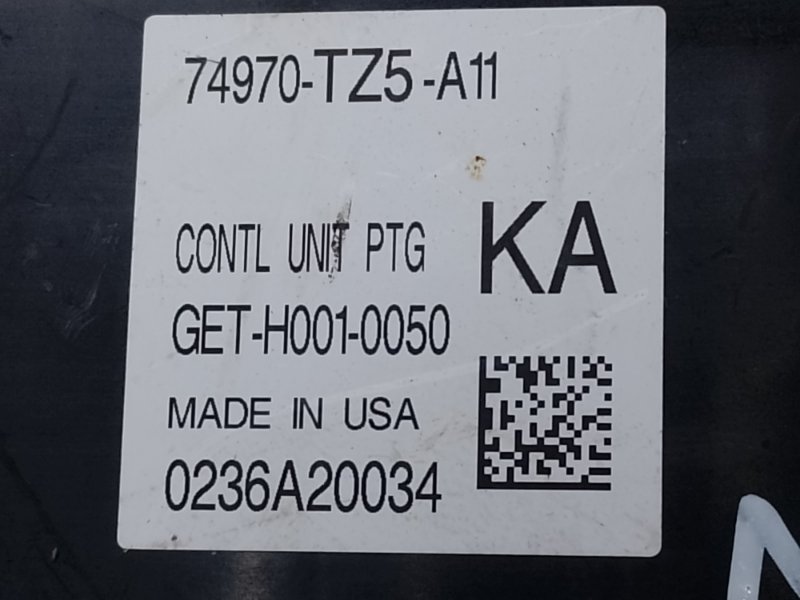 74970-TZ5-A11
KA
CONTL UNIT PTG
GET-H001-0050
MADE IN USA
0236A20034